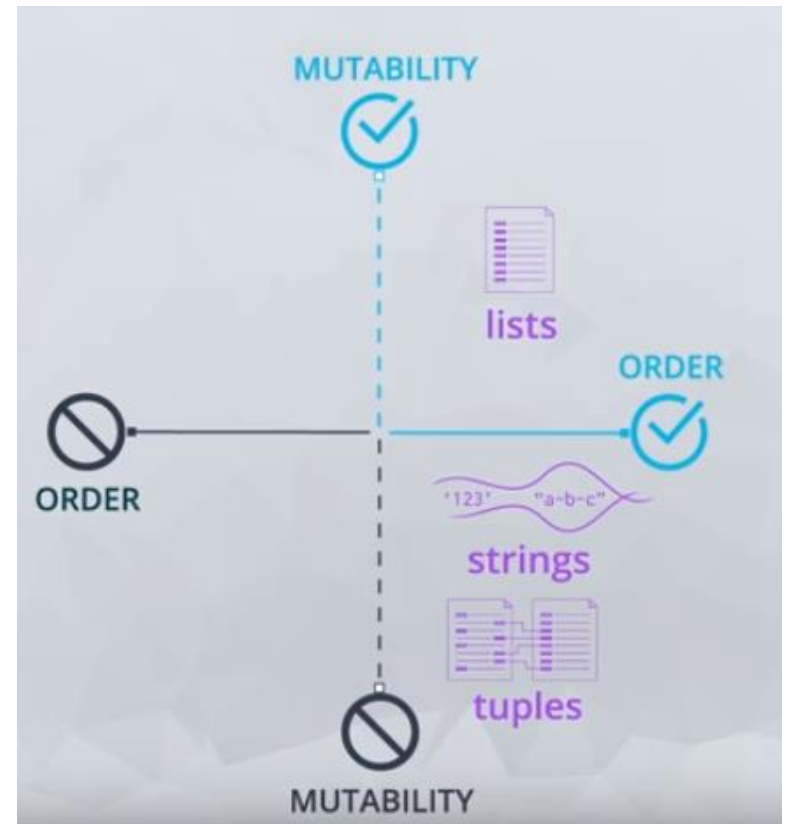 MUTABILITY
lists
ORDER
ORDER
'123' "a-b-c"
strings
tuples
MUTABILITY